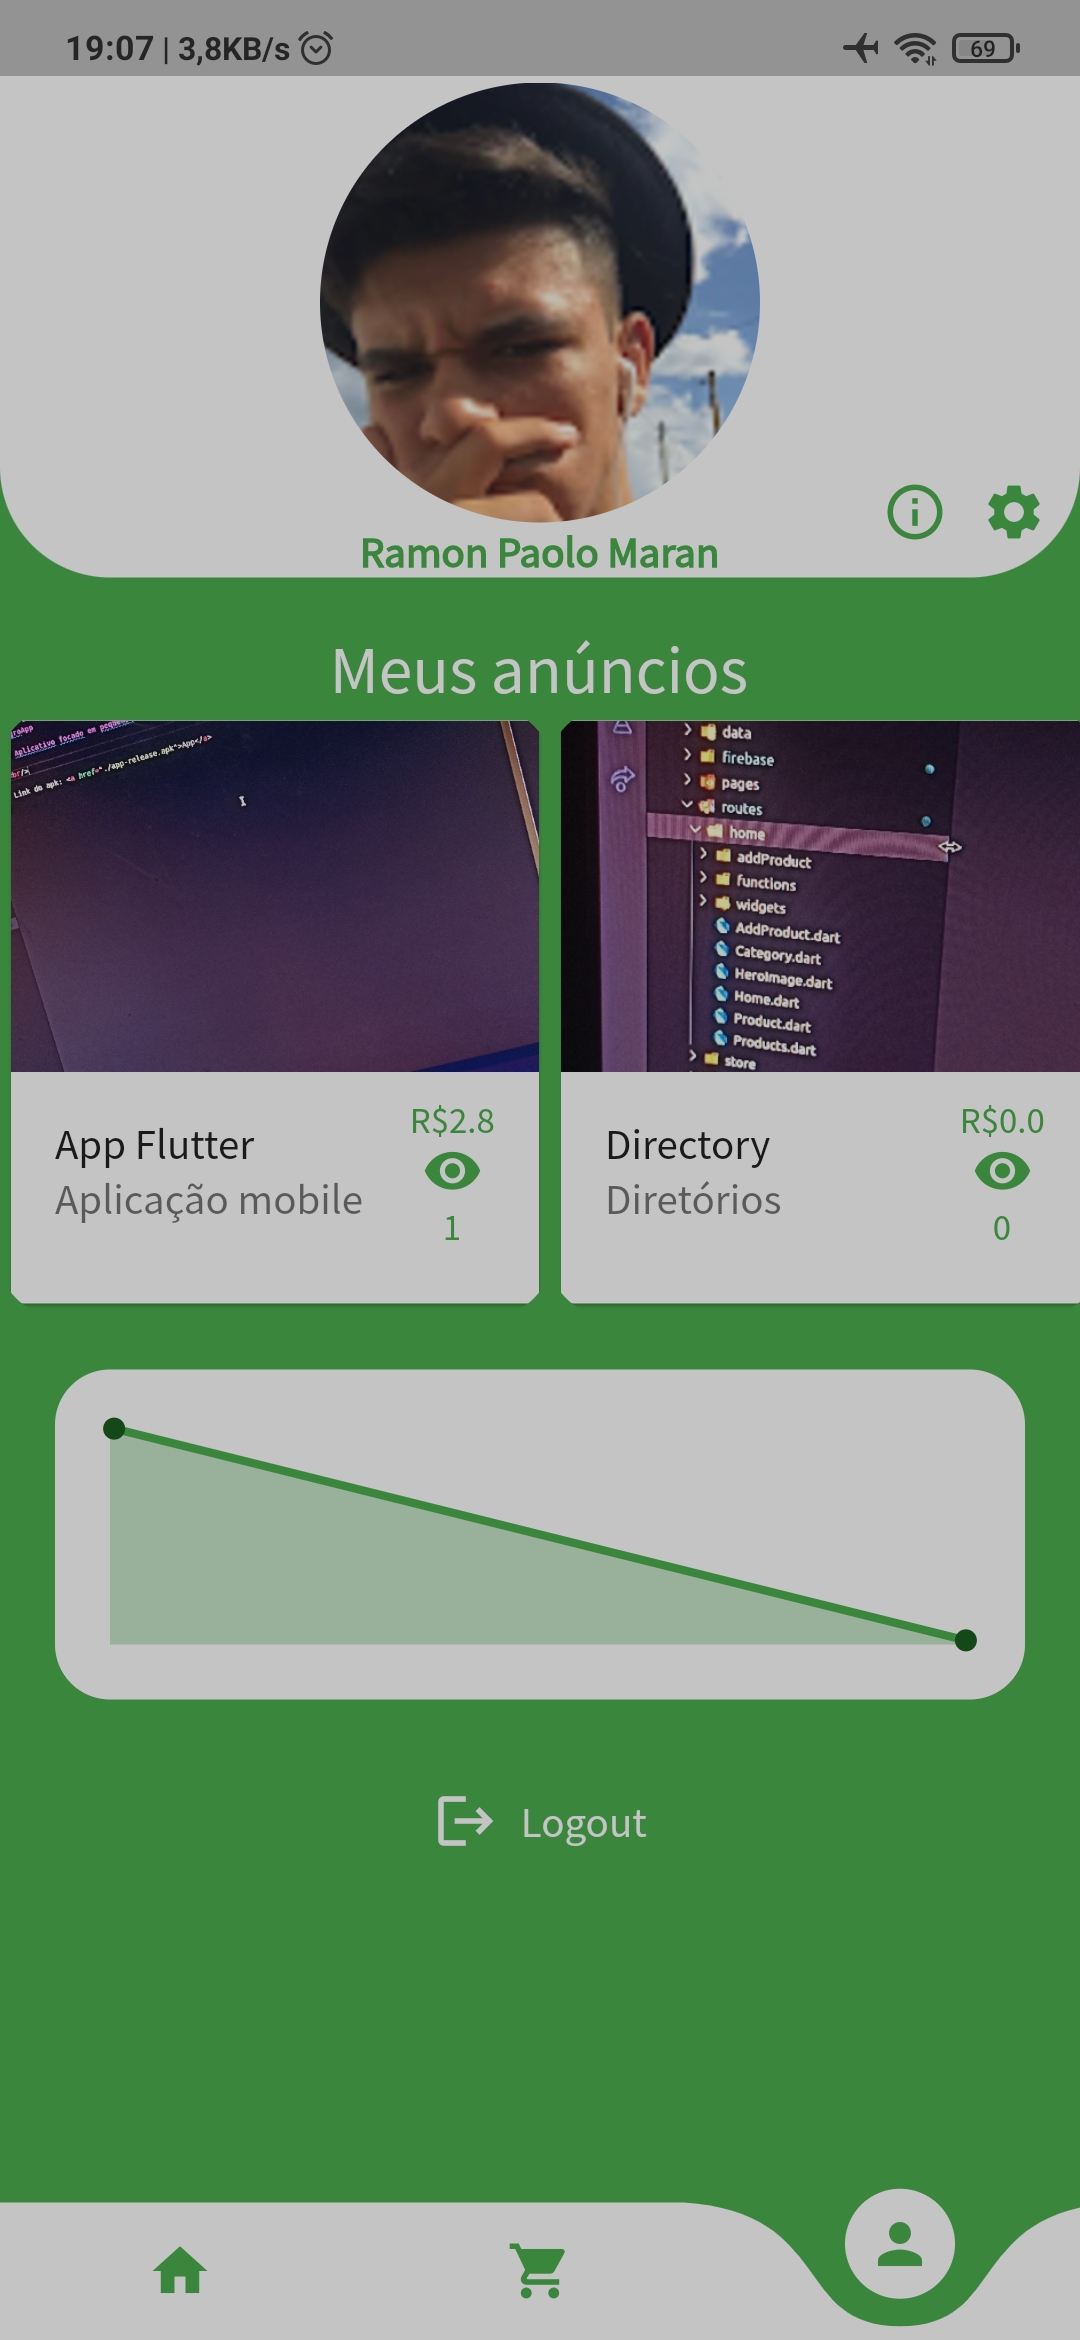 19:07 | 3,8KB/s
69
Ramon Paolo Maran
Meus anúncios
Aplicativo focado em
Link do apk: <a href="./app-release.apk">App</a>
data
firebase
pages
routes
home
addProduct
functions
widgets
AddProduct.dart
Category.dart
HeroImage.dart
Home.dart
Product.dart
Products.dart
store
App Flutter
Aplicação mobile
R$2.8
1
Directory
Diretórios
R$0.0
0
Logout